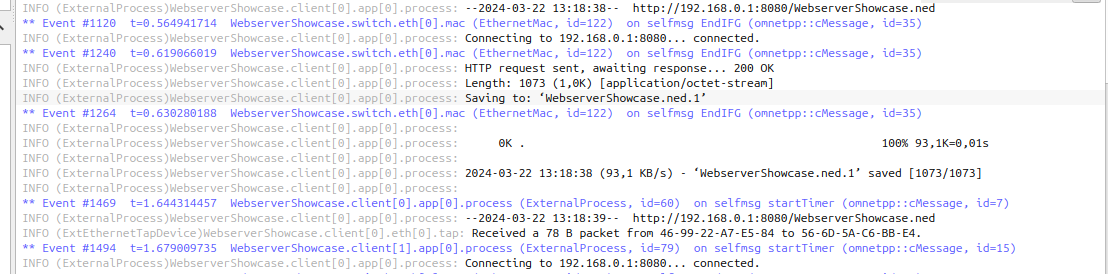 INFO (ExternalProcess)WebserverShowcase.client[0].app[0].process: --2024-03-22 13:18:38--  http://192.168.0.1:8080/WebserverShowcase.ned
** Event #1120  t=0.564941714  WebserverShowcase.switch.eth[0].mac (EthernetMac, id=122)  on selfmsg EndIFG (omnetpp::cMessage, id=35)
INFO (ExternalProcess)WebserverShowcase.client[0].app[0].process: Connecting to 192.168.0.1:8080... connected.
** Event #1240  t=0.619066019  WebserverShowcase.switch.eth[0].mac (EthernetMac, id=122)  on selfmsg EndIFG (omnetpp::cMessage, id=35)
INFO (ExternalProcess)WebserverShowcase.client[0].app[0].process: HTTP request sent, awaiting response... 200 OK
INFO (ExternalProcess)WebserverShowcase.client[0].app[0].process: Length: 1073 (1,0K) [application/octet-stream]
INFO (ExternalProcess)WebserverShowcase.client[0].app[0].process: Saving to: ‘WebserverShowcase.ned.1’
** Event #1264  t=0.630280188  WebserverShowcase.switch.eth[0].mac (EthernetMac, id=122)  on selfmsg EndIFG (omnetpp::cMessage, id=35)
INFO (ExternalProcess)WebserverShowcase.client[0].app[0].process:
INFO (ExternalProcess)WebserverShowcase.client[0].app[0].process:      0K .                                                     100% 93,1K=0,01s
INFO (ExternalProcess)WebserverShowcase.client[0].app[0].process:
INFO (ExternalProcess)WebserverShowcase.client[0].app[0].process: 2024-03-22 13:18:38 (93,1 KB/s) - ‘WebserverShowcase.ned.1’ saved [1073/1073]
INFO (ExternalProcess)WebserverShowcase.client[0].app[0].process:
** Event #1469  t=1.644314457  WebserverShowcase.client[0].app[0].process (ExternalProcess, id=60)  on selfmsg startTimer (omnetpp::cMessage, id=7)
INFO (ExternalProcess)WebserverShowcase.client[0].app[0].process: --2024-03-22 13:18:39--  http://192.168.0.1:8080/WebserverShowcase.ned
INFO (ExtEthernetTapDevice)WebserverShowcase.client[0].eth[0].tap: Received a 78 B packet from 46-99-22-A7-E5-84 to 56-6D-5A-C6-BB-E4.
** Event #1494  t=1.679009735  WebserverShowcase.client[1].app[0].process (ExternalProcess, id=79)  on selfmsg startTimer (omnetpp::cMessage, id=15)
INFO (ExternalProcess)WebserverShowcase.client[0].app[0].process: Connecting to 192.168.0.1:8080... connected.